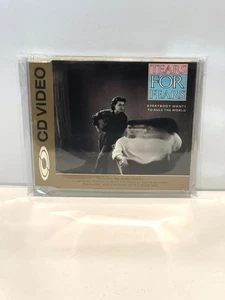 CD VIDEO
TEARS
FOR
FEARS
EVERYBODY WANTS
TO RULE THE WORLD